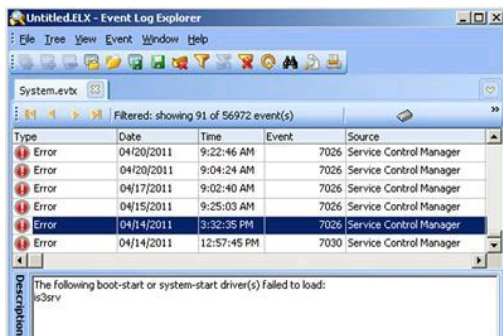 Untitled.ELX - Event Log Explorer
File Tree View Event Window Help
System.evtx
Filtered: showing 91 of 56972 event(s)
Type Date Time Event Source
Error 04/20/2011 9:22:46 AM 7026 Service Control Manager
Error 04/20/2011 9:04:24 AM 7026 Service Control Manager
Error 04/17/2011 9:02:40 AM 7026 Service Control Manager
Error 04/15/2011 9:25:03 AM 7026 Service Control Manager
Error 04/14/2011 3:32:35 PM 7026 Service Control Manager
Error 04/14/2011 12:57:45 PM 7030 Service Control Manager
Description
The following boot-start or system-start driver(s) failed to load:
is3srv